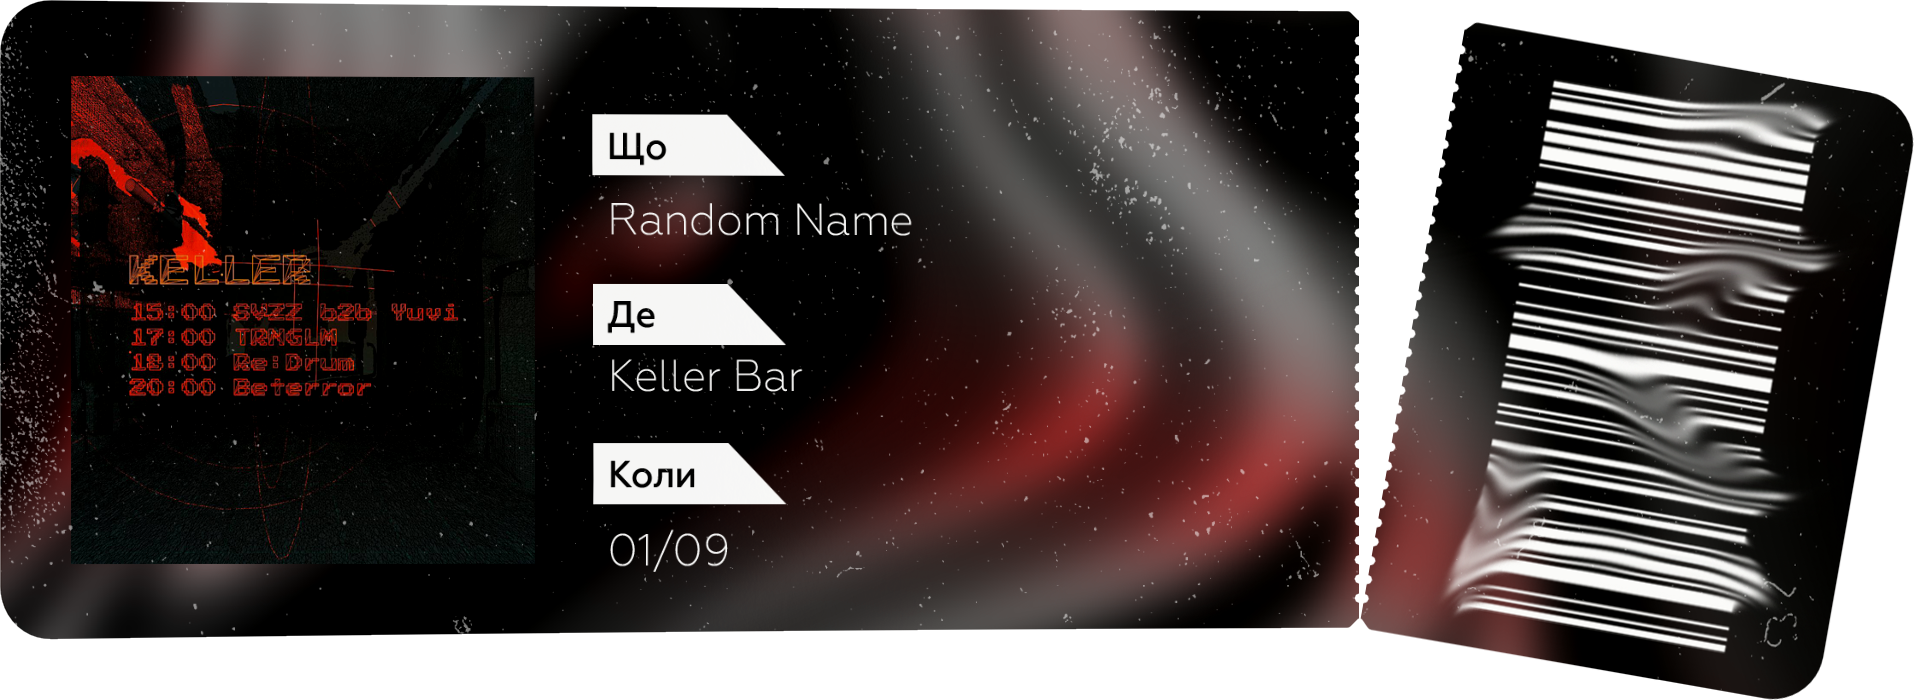 KELLER
15:00 SVZZ b2b Yuvi
17:00 TRNGLM
18:00 Re:Drum
20:00 Beterror
Що
Random Name
Де
Keller Bar
Коли
01/09